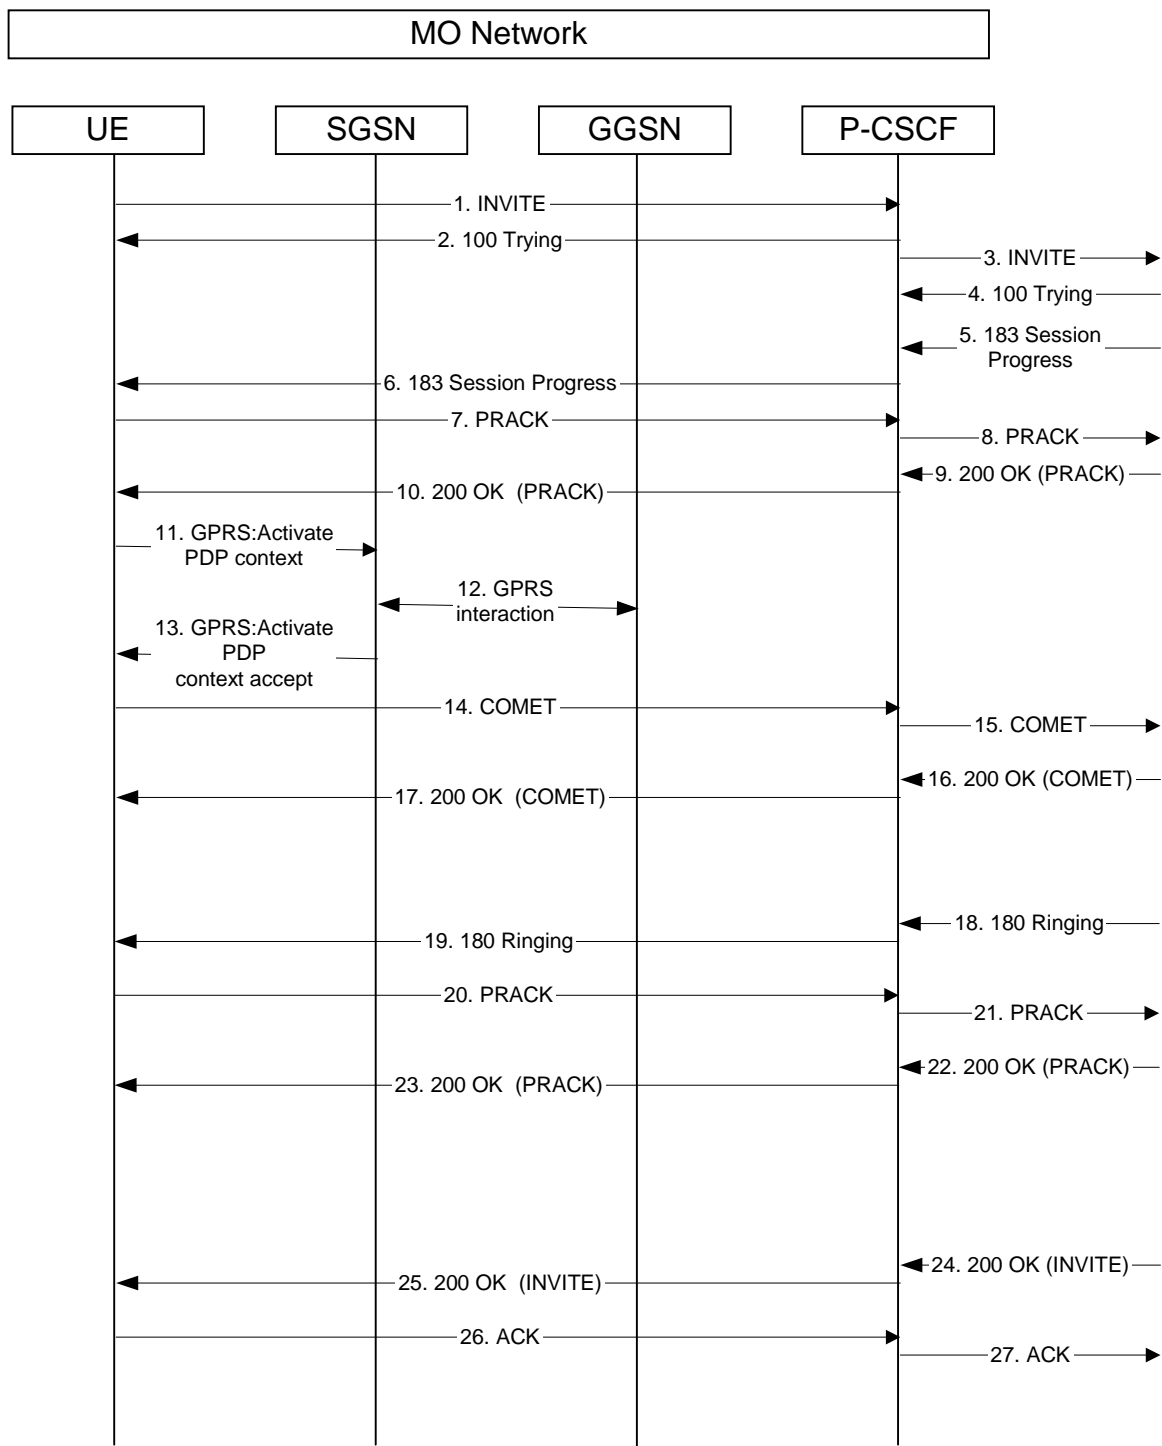 MO Network
UE
SGSN
GGSN
P-CSCF
1. INVITE
2. 100 Trying
3. INVITE
4. 100 Trying
5. 183 Session
Progress
6. 183 Session Progress
7. PRACK
8. PRACK
9. 200 OK (PRACK)
10. 200 OK (PRACK)
11. GPRS:Activate
PDP context
12. GPRS
interaction
13. GPRS:Activate
PDP
context accept
14. COMET
15. COMET
16. 200 OK (COMET)
17. 200 OK (COMET)
18. 180 Ringing
19. 180 Ringing
20. PRACK
21. PRACK
22. 200 OK (PRACK)
23. 200 OK (PRACK)
24. 200 OK (INVITE)
25. 200 OK (INVITE)
26. ACK
27. ACK